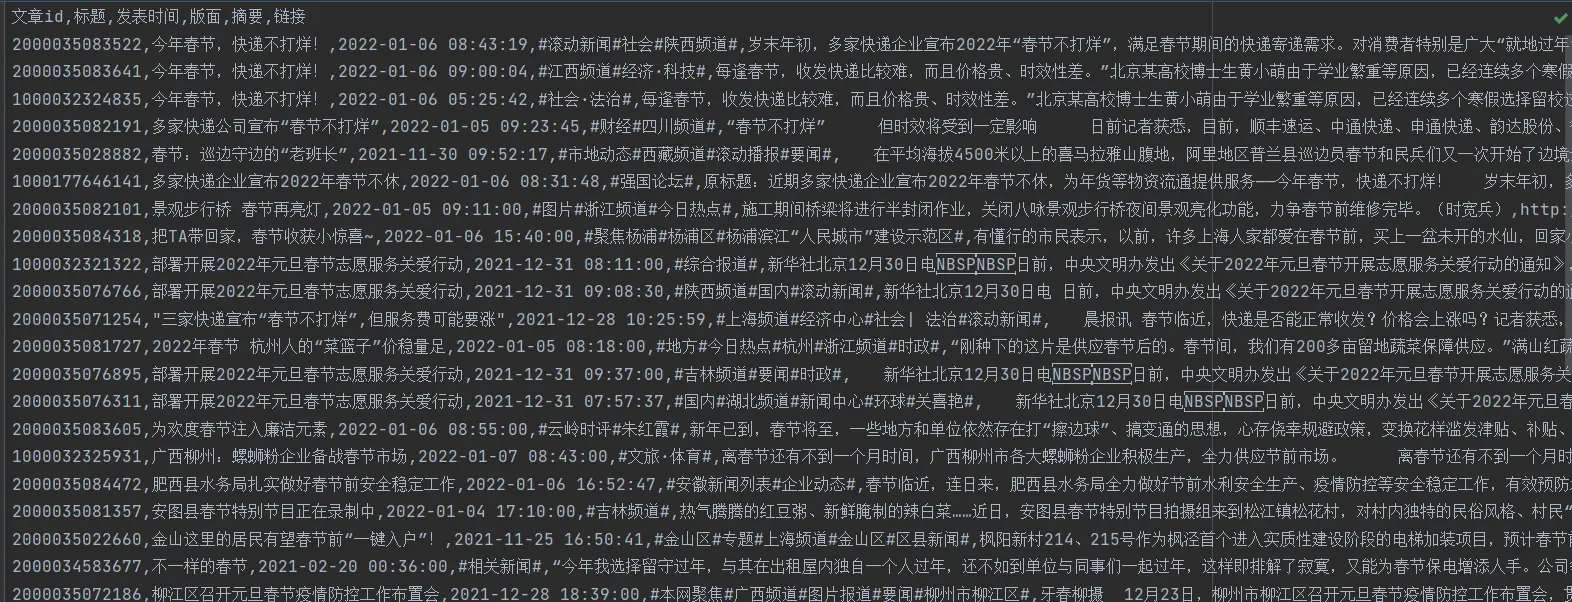 文章id,标题,发表时间,版面,摘要,链接
2000035083522,今年春节，快递不打烊！,2022-01-06 08:43:19,#滚动新闻#社会#陕西频道#,岁末年初，多家快递企业宣布2022年“春节不打烊”，满足春节期间的快递寄递需求。对消费者特别是广大“就地过年
2000035083641,今年春节，快递不打烊！,2022-01-06 09:00:04,#江西频道#经济·科技#,每逢春节，收发快递比较难，而且价格贵、时效性差。”北京某高校博士生黄小萌由于学业繁重等原因，已经连续多个寒假
1000032324835,今年春节，快递不打烊！,2022-01-06 05:25:42,#社会·法治#,每逢春节，收发快递比较难，而且价格贵、时效性差。”北京某高校博士生黄小萌由于学业繁重等原因，已经连续多个寒假选择留校
2000035082191,多家快递公司宣布“春节不打烊”,2022-01-05 09:23:45,#财经#四川频道#,“春节不打烊” 但时效将受到一定影响 日前记者获悉，目前，顺丰速运、中通快递、申通快递、韵达股份、
2000035028882,春节：巡边守边的“老班长”,2021-11-30 09:52:17,#市地动态#西藏频道#滚动播报#要闻#, 在平均海拔4500米以上的喜马拉雅山腹地，阿里地区普兰县巡边员春节和民兵们又一次开始了边境
1000177646141,多家快递企业宣布2022年春节不休,2022-01-06 08:31:48,#强国论坛#,原标题：近期多家快递企业宣布2022年春节不休，为年货等物资流通提供服务——今年春节，快递不打烊！ 岁末年初，
2000035082101,景观步行桥 春节再亮灯,2022-01-05 09:11:00,#图片#浙江频道#今日热点#,施工期间桥梁将进行半封闭作业，关闭八咏景观步行桥夜间景观亮化功能，力争春节前维修完毕。（时宽兵）,http:
2000035084318,把TA带回家，春节收获小惊喜~,2022-01-06 15:40:00,#聚焦杨浦#杨浦区#杨浦滨江“人民城市”建设示范区#,有懂行的市民表示，以前，许多上海人家都爱在春节前，买上一盆未开的水仙，回家
1000032321322,部署开展2022年元旦春节志愿服务关爱行动,2021-12-31 08:11:00,#综合报道#,新华社北京12月30日电NBSPNBSP日前，中央文明办发出《关于2022年元旦春节开展志愿服务关爱行动的通知》，
2000035076766,部署开展2022年元旦春节志愿服务关爱行动,2021-12-31 09:08:30,#陕西频道#国内#滚动新闻#,新华社北京12月30日电 日前，中央文明办发出《关于2022年元旦春节开展志愿服务关爱行动的
2000035071254,"三家快递宣布“春节不打烊”,但服务费可能要涨",2021-12-28 10:25:59,#上海频道#经济中心#社会| 法治#滚动新闻#, 晨报讯 春节临近，快递是否能正常收发？价格会上涨吗？记者获悉，
2000035081727,2022年春节 杭州人的“菜篮子”价稳量足,2022-01-05 08:18:00,#地方#今日热点#杭州#浙江频道#时政#,“刚种下的这片是供应春节后的。春节间，我们有200多亩留地蔬菜保障供应。”满山红蔬
2000035076895,部署开展2022年元旦春节志愿服务关爱行动,2021-12-31 09:37:00,#吉林频道#要闻#时政#, 新华社北京12月30日电NBSPNBSP日前，中央文明办发出《关于2022年元旦春节开展志愿服务关
2000035076311,部署开展2022年元旦春节志愿服务关爱行动,2021-12-31 07:57:37,#国内#湖北频道#新闻中心#环球#关喜艳#, 新华社北京12月30日电NBSPNBSP日前，中央文明办发出《关于2022年元旦春
2000035083605,为欢度春节注入廉洁元素,2022-01-06 08:55:00,#云岭时评#朱红霞#,新年已到，春节将至，一些地方和单位依然存在打“擦边球”、搞变通的思想，心存侥幸规避政策，变换花样滥发津贴、补贴、
1000032325931,广西柳州：螺蛳粉企业备战春节市场,2022-01-07 08:43:00,#文旅·体育#,离春节还有不到一个月时间，广西柳州市各大螺蛳粉企业积极生产，全力供应节前市场。 离春节还有不到一个月时
2000035084472,肥西县水务局扎实做好春节前安全稳定工作,2022-01-06 16:52:47,#安徽新闻列表#企业动态#,春节临近，连日来，肥西县水务局全力做好节前水利安全生产、疫情防控等安全稳定工作，有效预防
2000035081357,安图县春节特别节目正在录制中,2022-01-04 17:10:00,#吉林频道#,热气腾腾的红豆粥、新鲜腌制的辣白菜……近日，安图县春节特别节目拍摄组来到松江镇松花村，对村内独特的民俗风格、村民“
2000035022660,金山这里的居民有望春节前“一键入户”！,2021-11-25 16:50:41,#金山区#专题#上海频道#金山区#区县新闻#,枫阳新村214、215号作为枫泾首个进入实质性建设阶段的电梯加装项目，预计春节前
2000034583677,不一样的春节,2021-02-20 00:36:00,#相关新闻#,“今年我选择留守过年，与其在出租屋内独自一个人过年，还不如到单位与同事们一起过年，这样即排解了寂寞，又能为春节保电增添人手。公司
2000035072186,柳江区召开元旦春节疫情防控工作布置会,2021-12-28 18:39:00,#本网聚焦#广西频道#图片报道#要闻#柳州市柳江区#,牙春柳摄 12月23日，柳州市柳江区召开元旦春节疫情防控工作布置会，